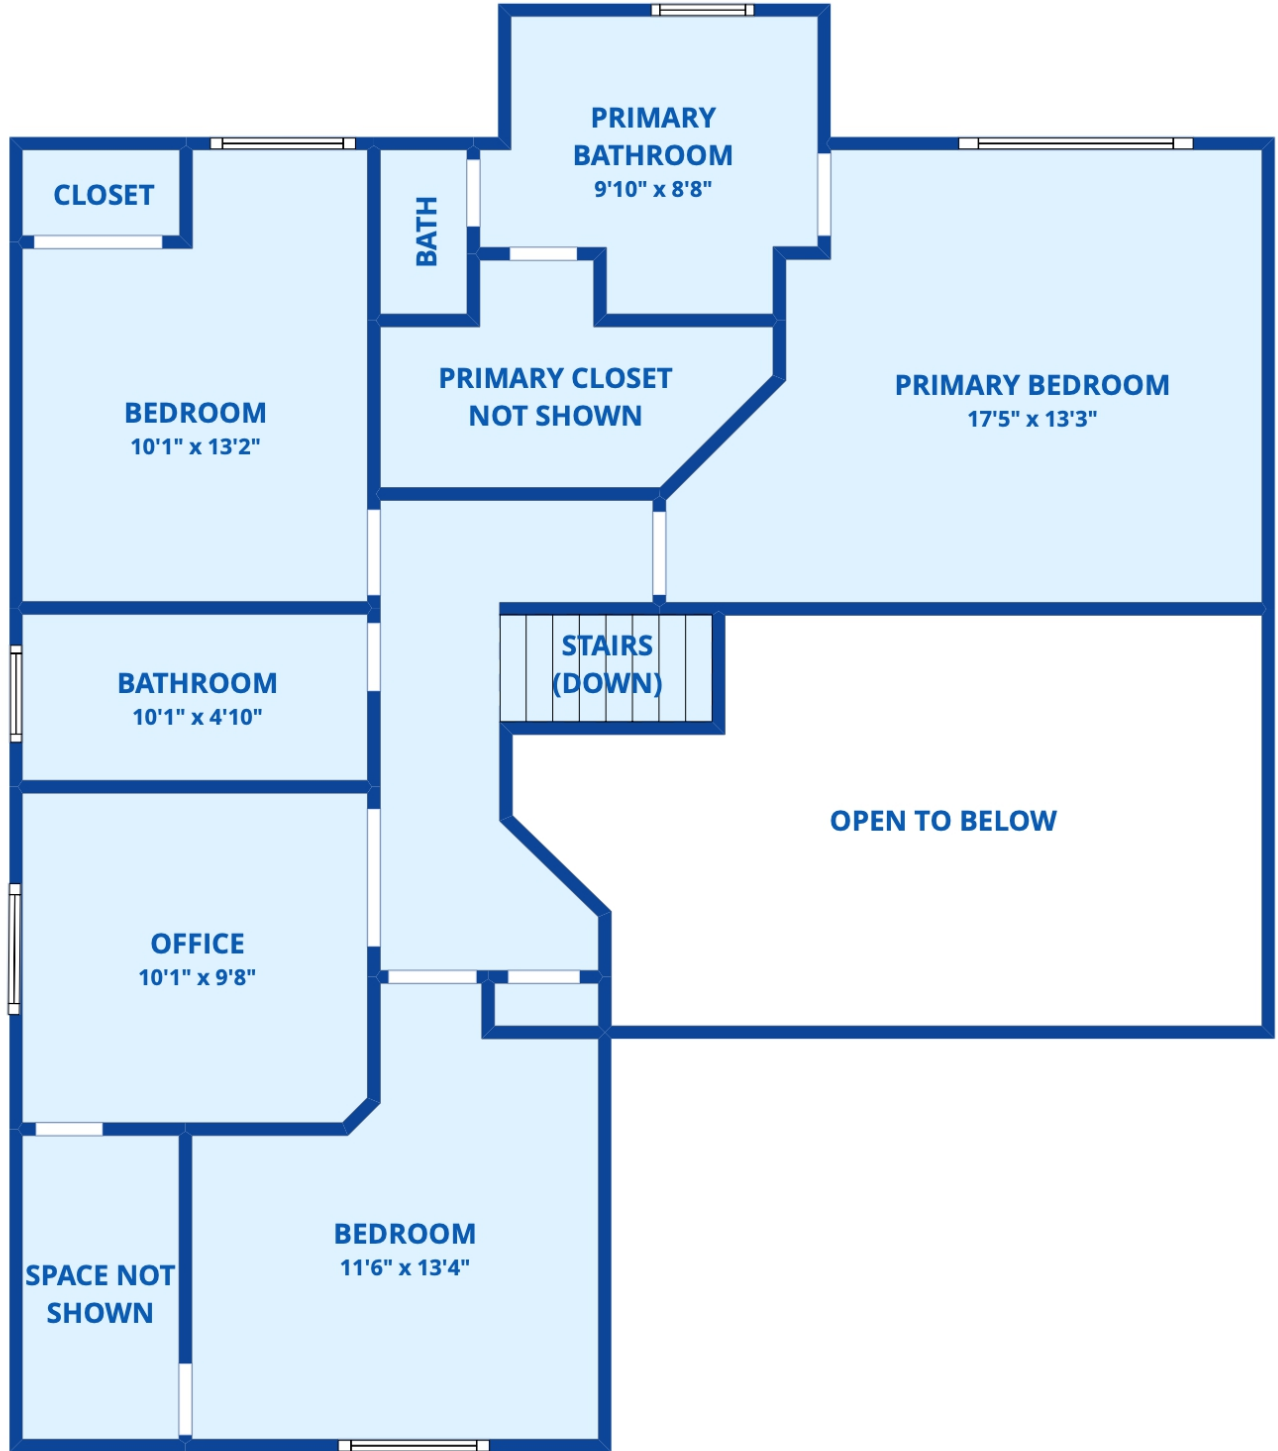 PRIMARY
BATHROOM
9'10" x 8'8"
CLOSET
BATH
PRIMARY CLOSET
NOT SHOWN
PRIMARY BEDROOM
17'5" x 13'3"
BEDROOM
10'1" x 13'2"
STAIRS
(DOWN)
BATHROOM
10'1" x 4'10"
OPEN TO BELOW
OFFICE
10'1" x 9'8"
BEDROOM
11'6" x 13'4"
SPACE NOT
SHOWN